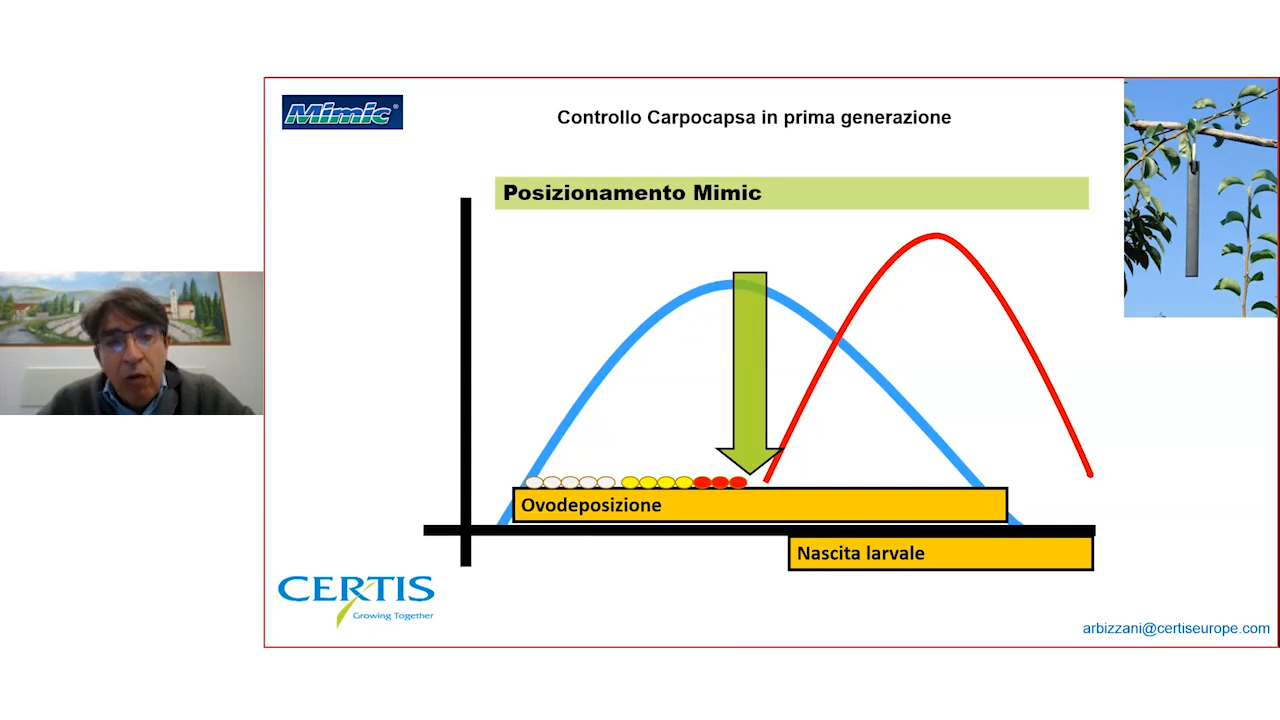 Mimic®
Controllo Carpocapsa in prima generazione
Posizionamento Mimic
Ovodeposizione
Nascita larvale
CERTIS
Growing Together
arbizzani@certiseurope.com